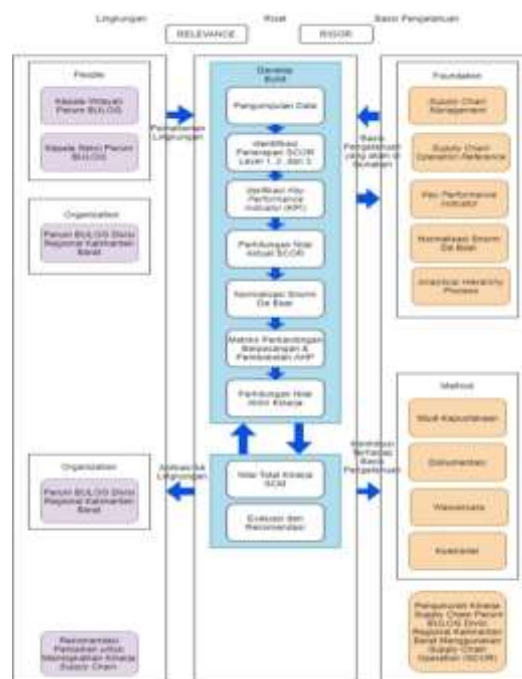 Lingkungan
Riset
Basis Pengetahuan
RELEVANCE
RIGOR
People
Kepala Wilayah
Perum BULOG
Kepala Seksi Perum
BULOG
Organization
Perum BULOG Divisi
Regional Kalimantan
Barat
Pemahaman
Lingkungan
Develop
Build
Pengumpulan Data
Identifikasi
Penerapan SCOR
Level 1, 2, dan 3
Key
Performance
Indicator (KPI)
Perhitungan Nilai
Aktual SCOR
Normalisasi Snorm
De Boer
Matriks Perbandingan
Berpasangan &
Pembobotan AHP
Perhitungan Nilai
Akhir Kinerja
Nilai Total Kinerja
SCM
Evaluasi dan
Rekomendasi
Basis
Pengetahuan
yang akan di
Gunakan
Foundation
Supply Chain
Management
Supply Chain
Operation Reference
Key Performance
Indicator
Normalisasi Snorm
De Boer
Analytical Hierarchy
Process
Organization
Perum BULOG Divisi
Regional Kalimantan
Barat
Lingkungan
Terhadap
Basis
Pengetahuan
Method
Studi Kepustakaan
Dokumentasi
Wawancara
Kuesioner
Rekomendasi
Perbaikan untuk
Meningkatkan Kinerja
Supply Chain
Pengukuran Kinerja
Supply Chain Perum
BULOG Divisi
Regional Kalimantan
Barat Menggunakan
Supply Chain
Operation (SCOR)